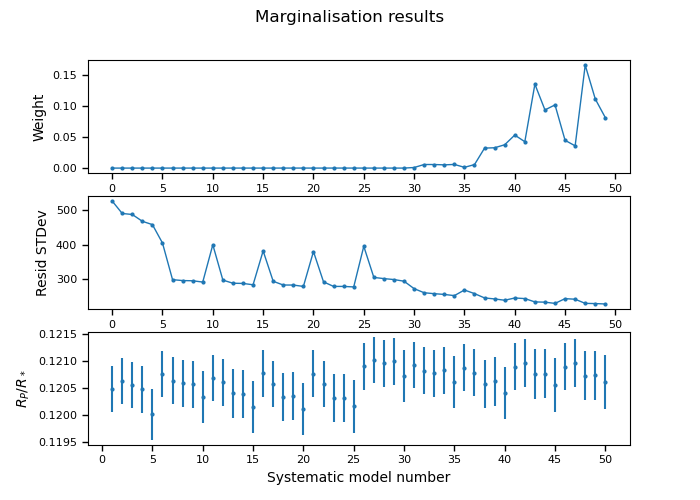 Marginalisation results
0.15
0.10
0.05
0.00
Weight
0 5 10 15 20 25 30 35 40 45 50
500
400
300
Resid STDev
0 5 10 15 20 25 30 35 40 45 50
0.1215
0.1210
0.1205
0.1200
0.1195
R_P/R_*
0 5 10 15 20 25 30 35 40 45 50
Systematic model number